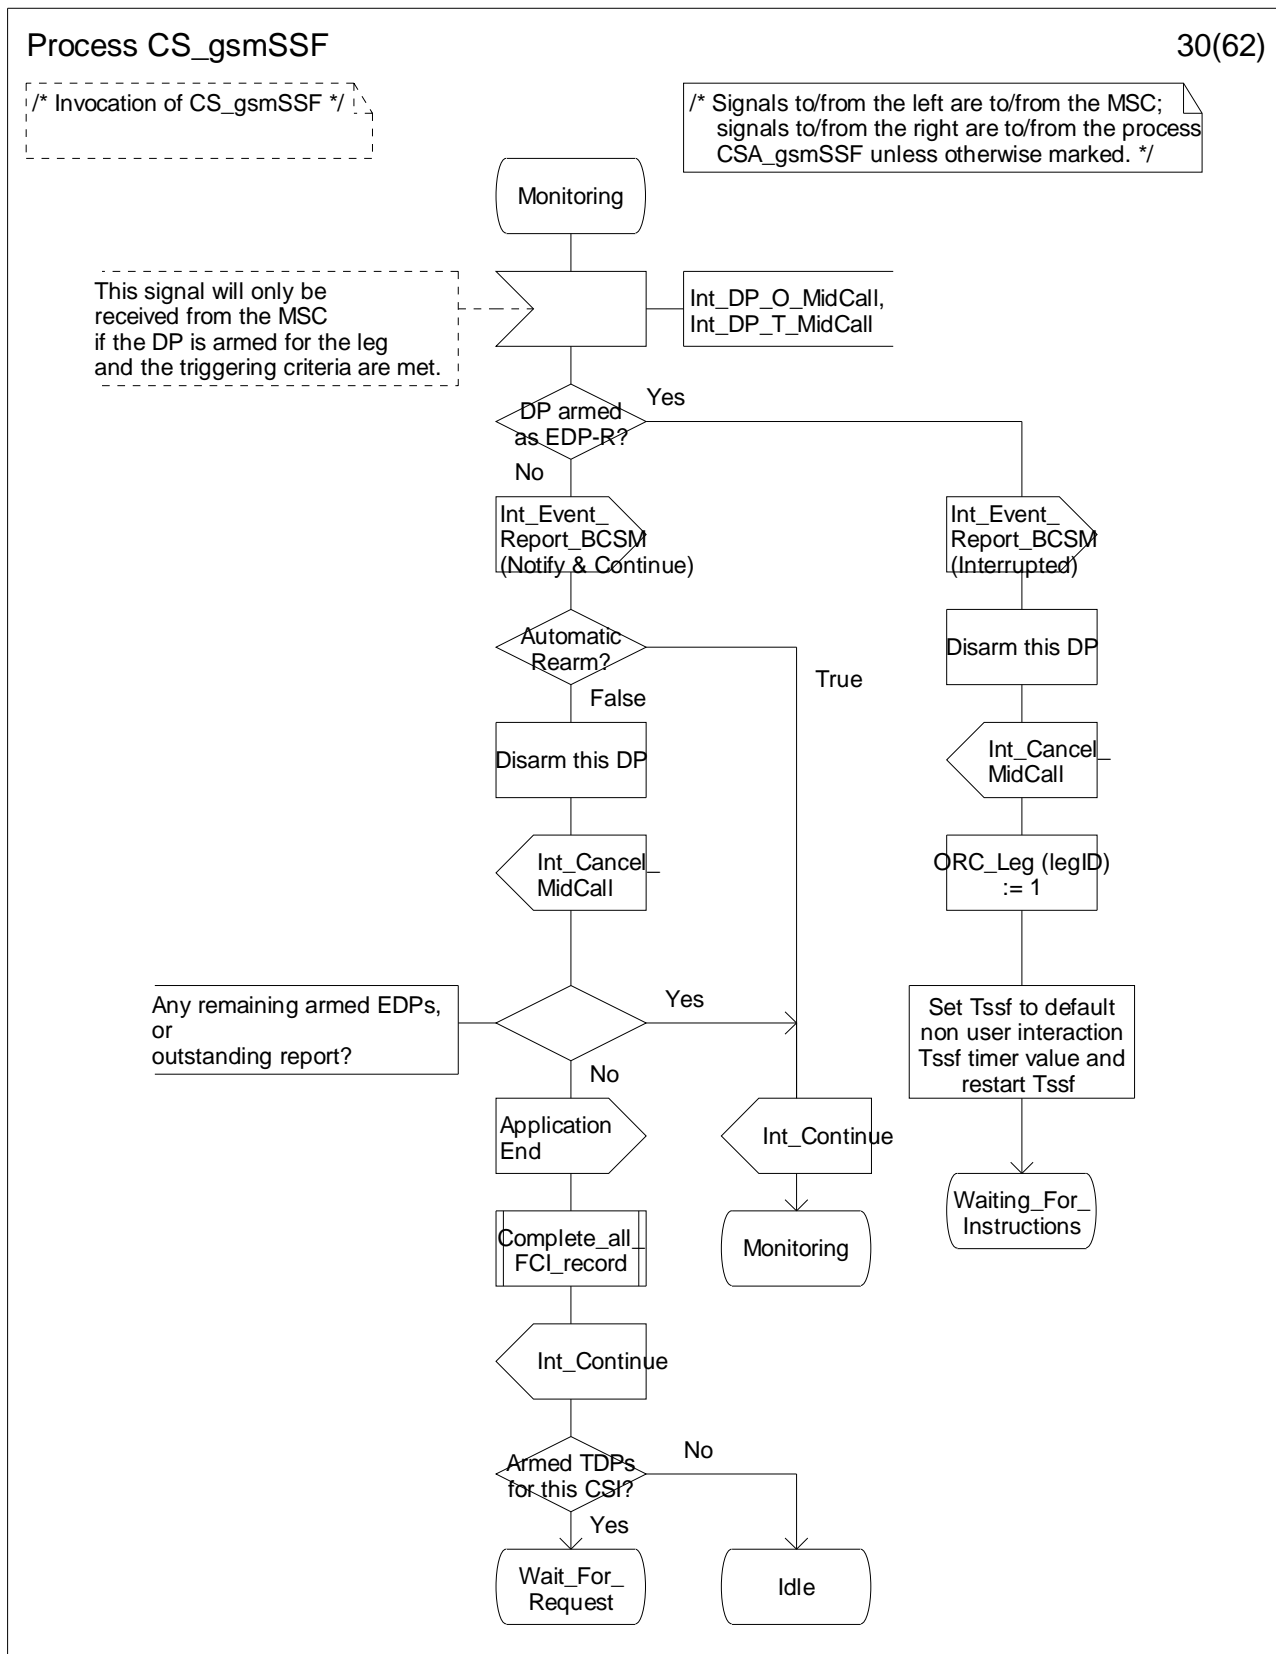 Process CS_gsmSSF
30(62)
/* Invocation of CS_gsmSSF */
/* Signals to/from the left are to/from the MSC;
signals to/from the right are to/from the process
CSA_gsmSSF unless otherwise marked. */
Monitoring
This signal will only be
received from the MSC
if the DP is armed for the leg
and the triggering criteria are met.
Int_DP_O_MidCall,
Int_DP_T_MidCall
DP armed
as EDP-R?
Yes
No
Int_Event_
Report_BCSM
(Notify & Continue)
Int_Event_
Report_BCSM
(Interrupted)
Automatic
Rearm?
True
False
Disarm this DP
Disarm this DP
Int_Cancel_
MidCall
Int_Cancel_
MidCall
ORC_Leg (legID)
:= 1
Any remaining armed EDPs,
or
outstanding report?
Yes
No
Set Tssf to default
non user interaction
Tssf timer value and
restart Tssf
Application
End
Int_Continue
Waiting_For_
Instructions
Complete_all_
FCI_record
Monitoring
Int_Continue
Armed TDPs
for this CSI?
No
Yes
Wait_For_
Request
Idle